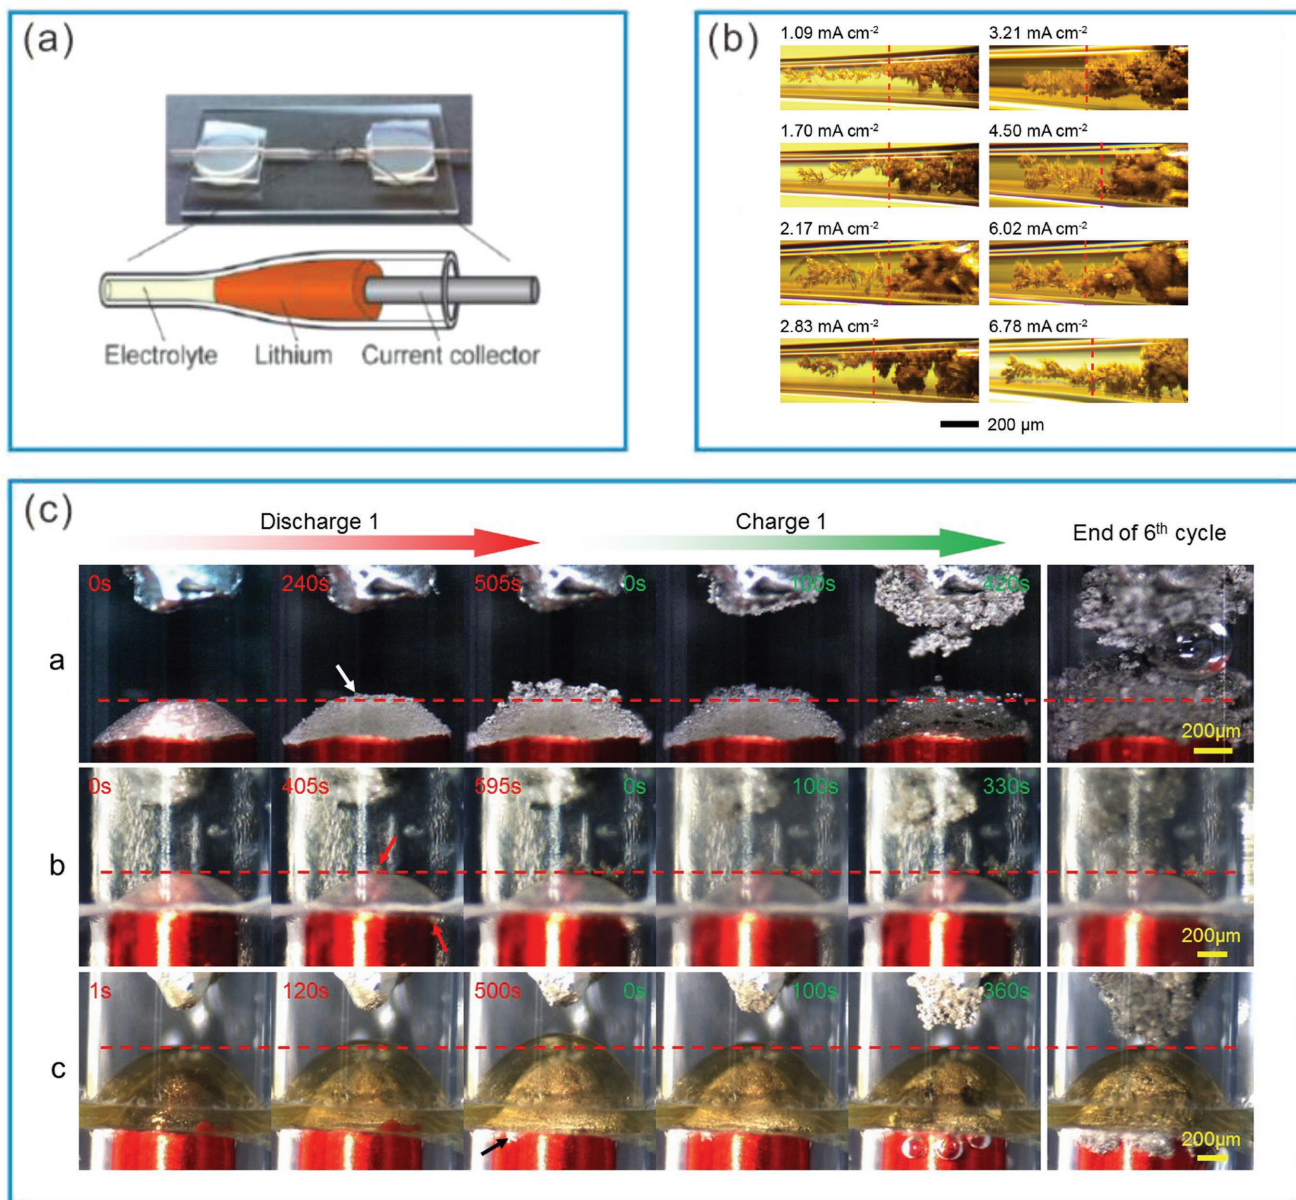 (a)
Electrolyte Lithium Current collector
(b)
1.09 mA cm-2 3.21 mA cm-2
1.70 mA cm-2 4.50 mA cm-2
2.17 mA cm-2 6.02 mA cm-2
2.83 mA cm-2 6.78 mA cm-2
200 µm
(c)
Discharge 1 Charge 1 End of 6th cycle
a
0s 240s 505s 0s 100s 420s
200µm
b
0s 405s 595s 0s 100s 330s
200µm
c
1s 120s 500s 0s 100s 360s
200µm